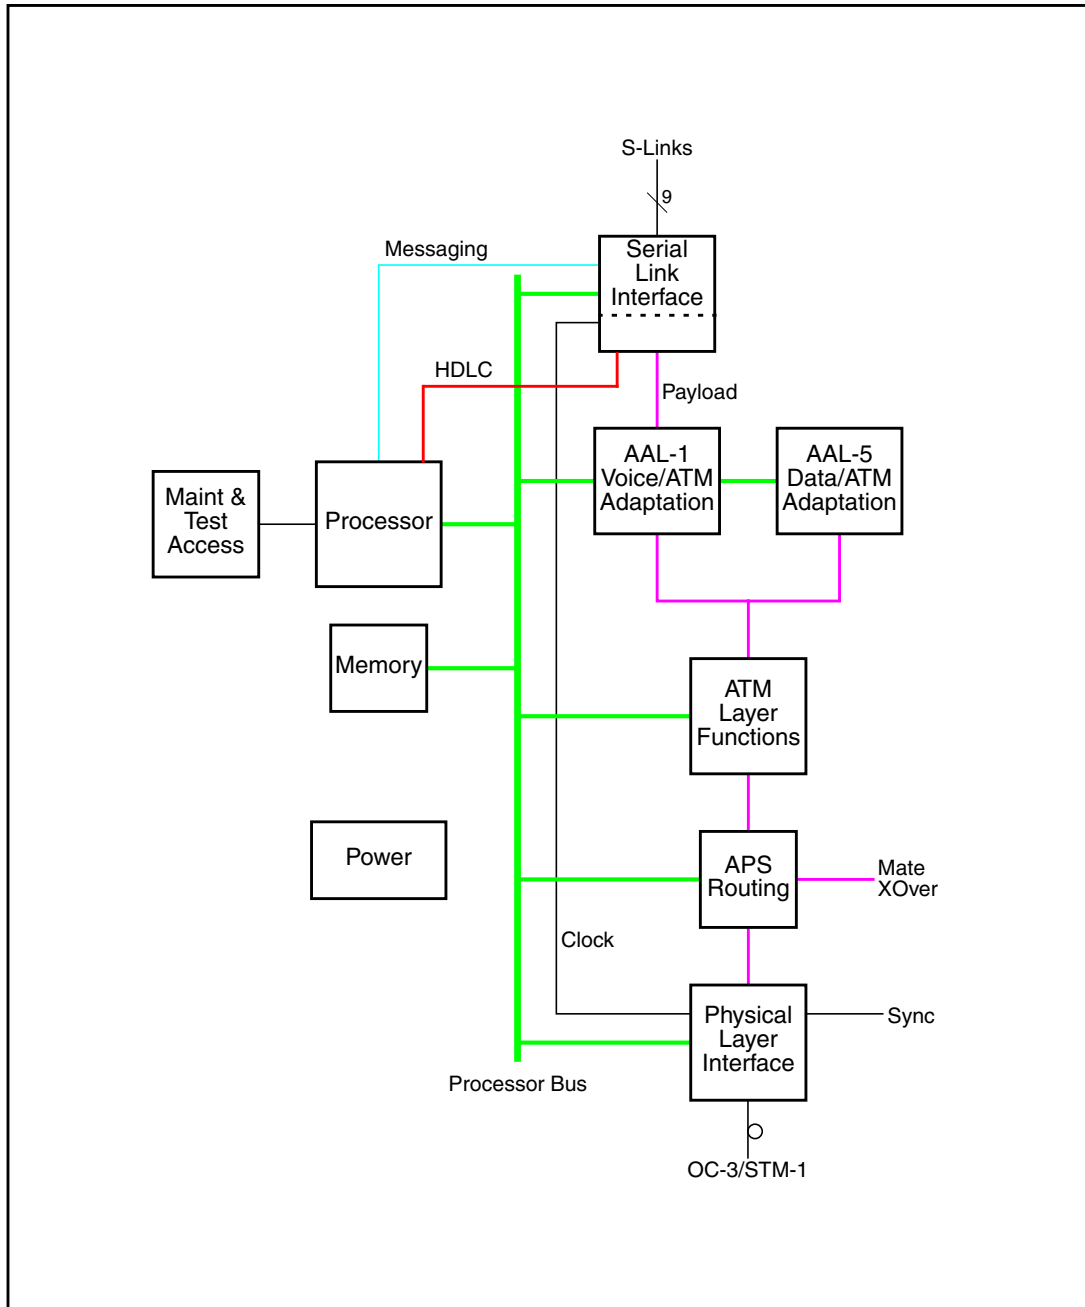 S-Links
9
Messaging
Serial
Link
Interface
HDLC
Payload
AAL-1
Voice/ATM
Adaptation
AAL-5
Data/ATM
Adaptation
Maint &
Test
Access
Processor
Memory
ATM
Layer
Functions
Power
APS
Routing
Mate
XOver
Clock
Physical
Layer
Interface
Sync
Processor Bus
OC-3/STM-1